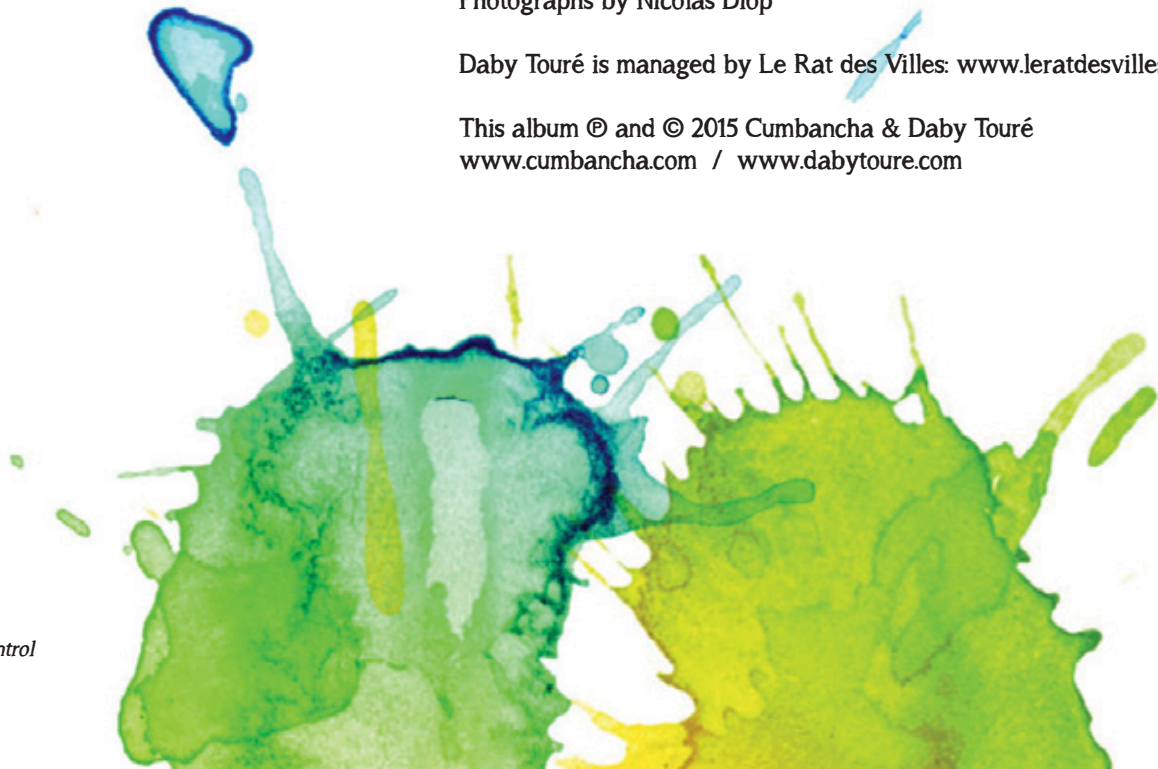 Photographs by Nicolas Diop
Daby Touré is managed by Le Rat des Villes: www.leratdesville
This album ℗ and © 2015 Cumbancha & Daby Touré
www.cumbancha.com / www.dabytoure.com
ntrol